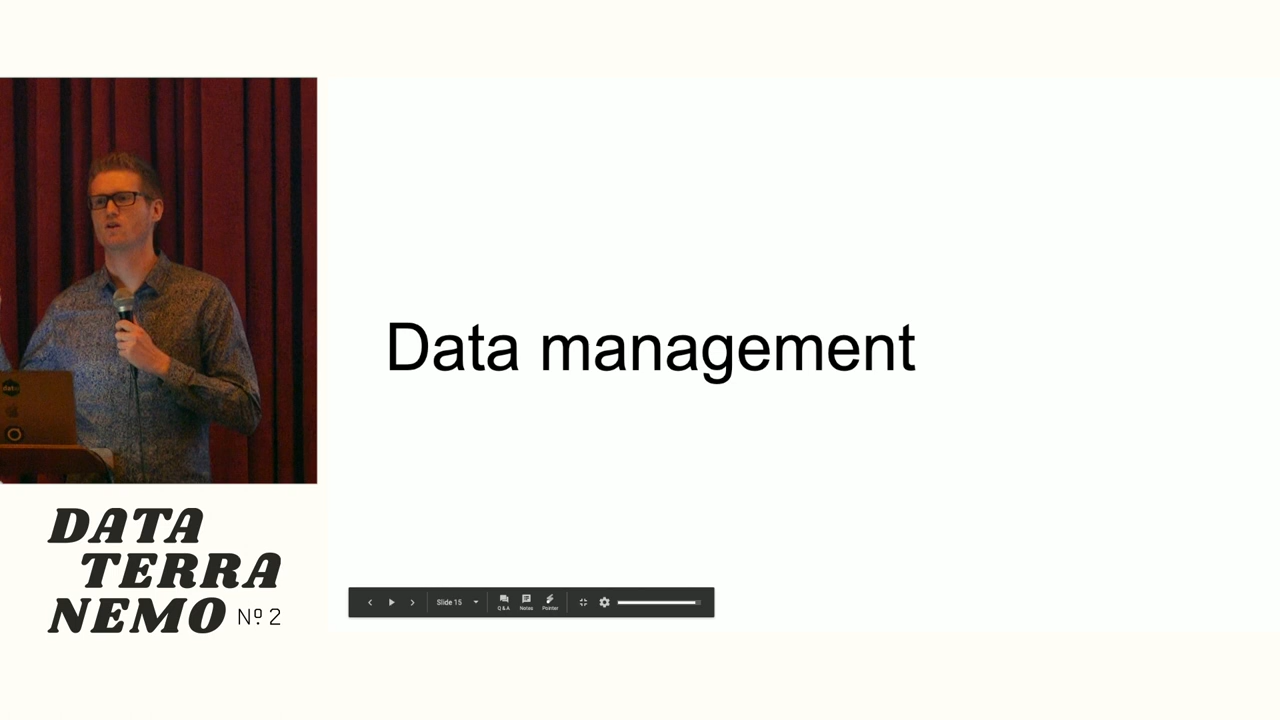 Data management
DATA
TERRA
NEMO Nº 2
Slide 15
Q & A
Notes
Pointer